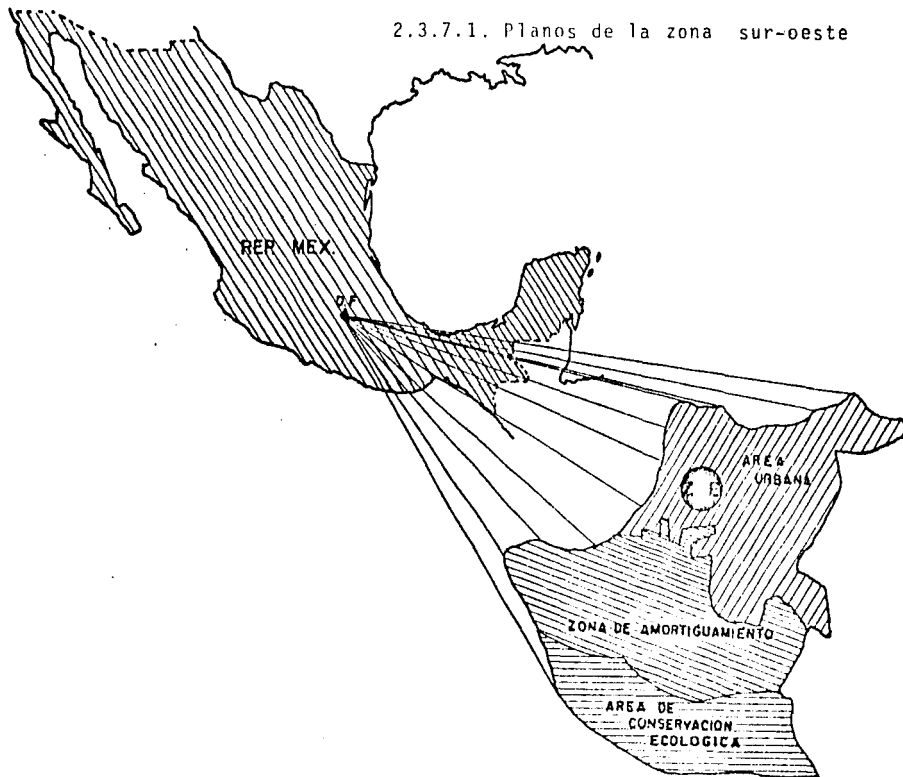 2.3.7.1. Planos de la zona sur-oeste
REP. MEX.
D.F.
AREA
URBANA
Z E
ZONA DE AMORTIGUAMIENTO
AREA DE
CONSERVACION
ECOLOGICA